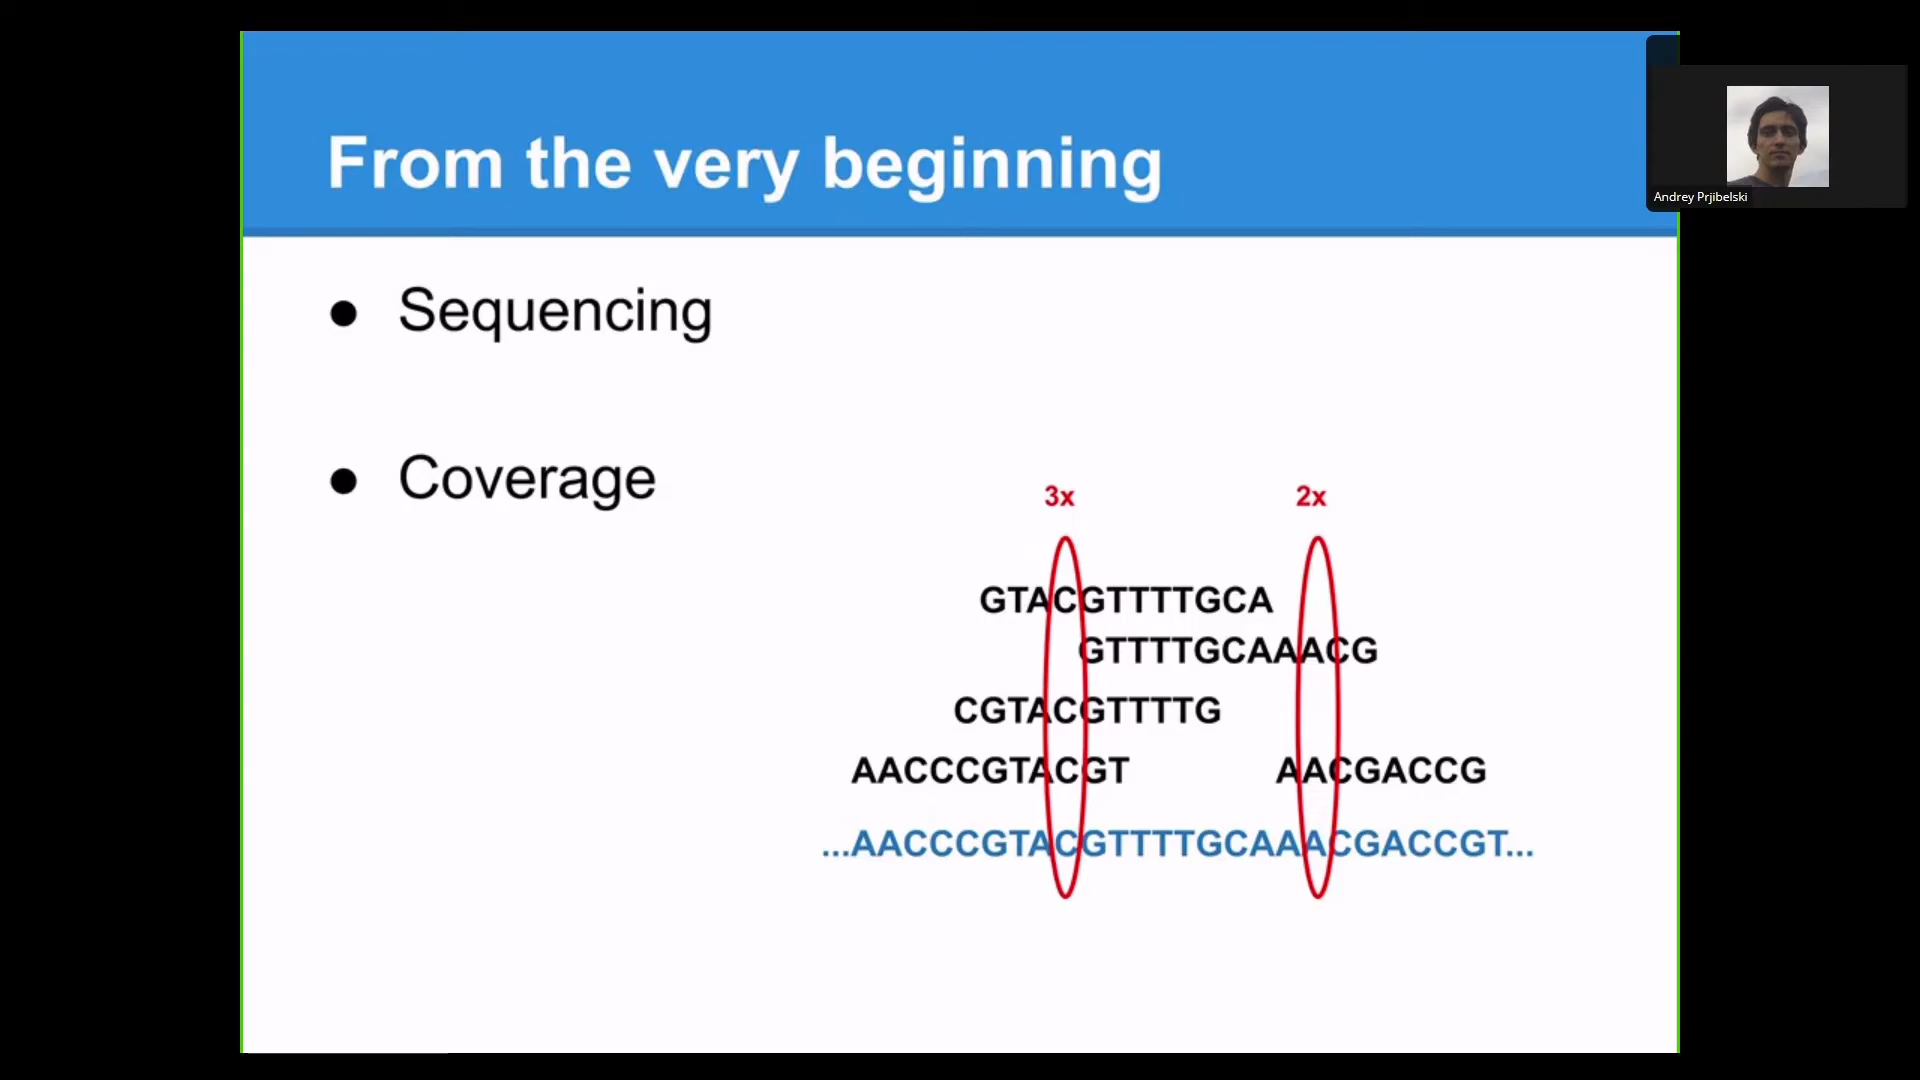 From the very beginning
Andrey Prjibelski
● Sequencing
● Coverage
3x 2x
GTACGTTTTGCA
GTTTTGCAAACG
CGTACGTTTTG
AACCCGTACGT AACGACCG
...AACCCGTACGTTTTGCAAACGACCGT...